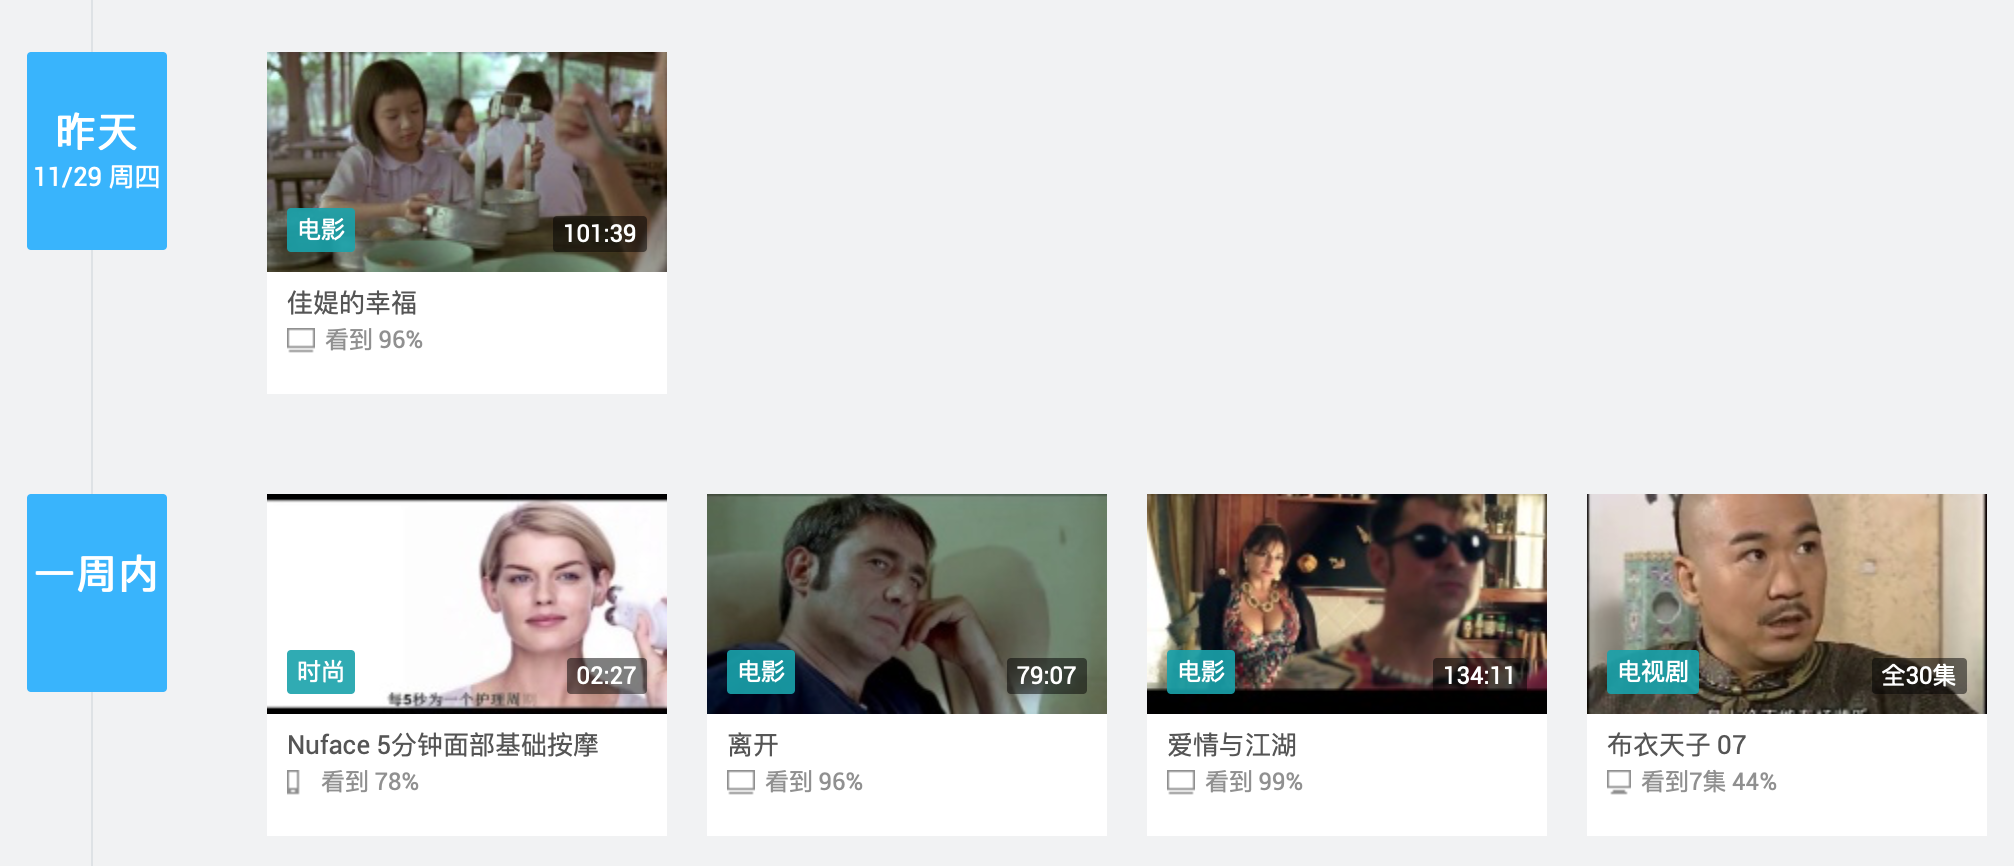 昨天
11/29 周四
电影
101:39
佳媞的幸福
看到 96%
一周内
每5秒为一个护理周期
时尚
02:27
Nuface 5分钟面部基础按摩
看到 78%
电影
79:07
离开
看到 96%
电影
134:11
爱情与江湖
看到 99%
电视剧
全30集
布衣天子 07
看到7集 44%